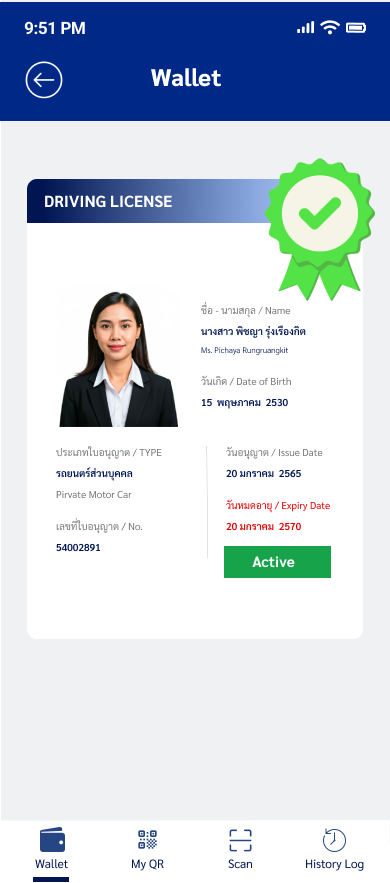 9:51 PM
Wallet
DRIVING LICENSE
ชื่อ - นามสกุล / Name
นางสาว พิชญา รุ่งเรืองกิต
Ms. Pichaya Rungruangkit
วันเกิด / Date of Birth
15 พฤษภาคม 2530
ประเภทใบอนุญาต / TYPE
รถยนตร์ส่วนบุคคล
Pirvate Motor Car
เลขที่ใบอนุญาต / No.
54002891
วันอนุญาต / Issue Date
20 มกราคม 2565
วันหมดอายุ / Expiry Date
20 มกราคม 2570
Active
Wallet
My QR
Scan
History Log